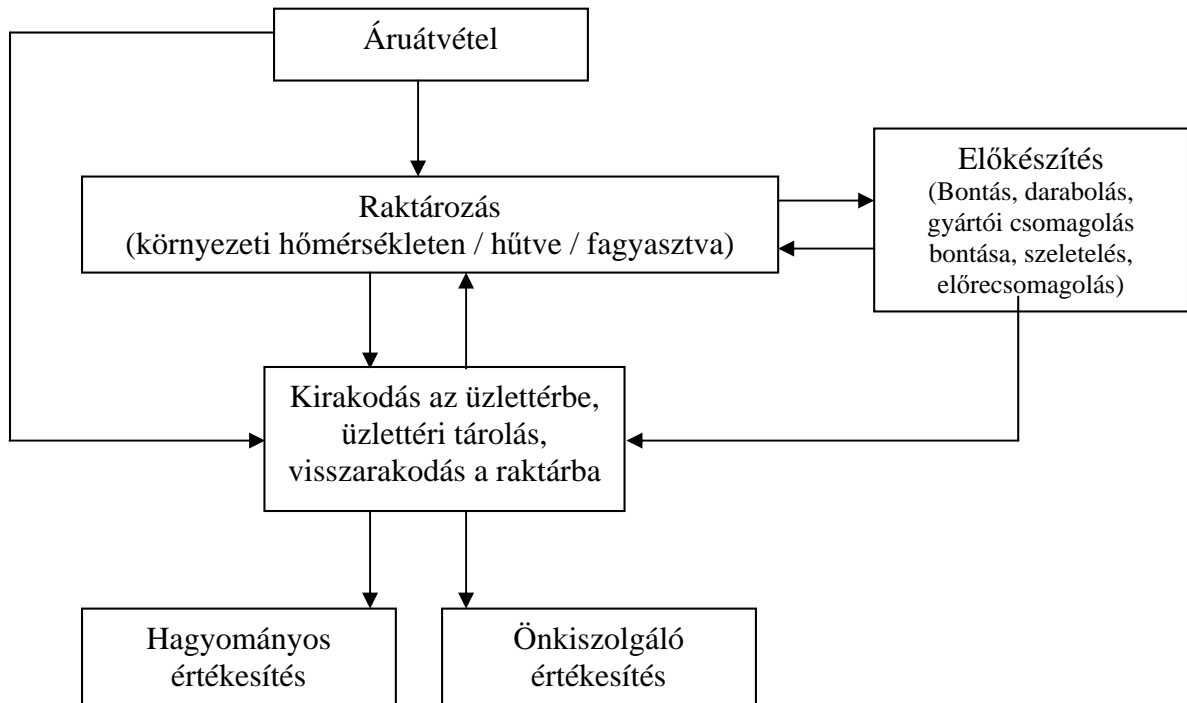 Áruátvétel
Raktározás
(környezeti hőmérsékleten / hűtve / fagyasztva)
Előkészítés
(Bontás, darabolás,
gyártói csomagolás
bontása, szeletelés,
előrecsomagolás)
Kirakodás az üzlettérbe,
üzlettéri tárolás,
visszarakodás a raktárba
Hagyományos
értékesítés
Önkiszolgáló
értékesítés